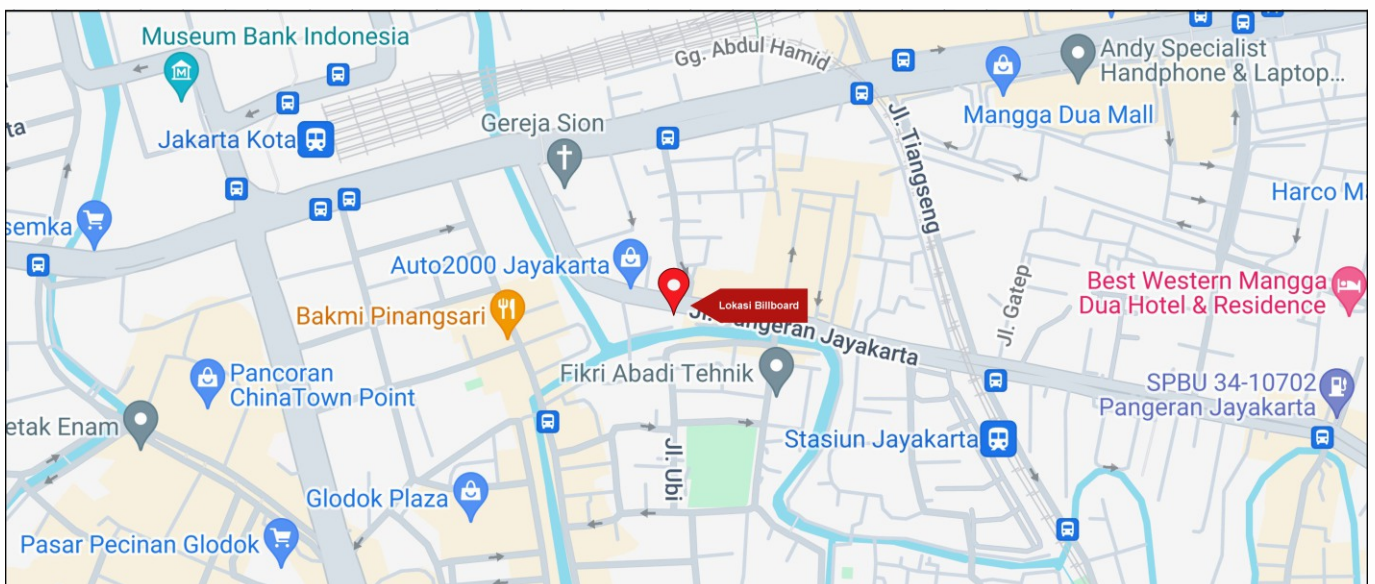 Museum Bank Indonesia
Gg. Abdul Hamid
Andy Specialist
Handphone & Laptop...
Mangga Dua Mall
ta
Jakarta Kota
Gereja Sion
Jl. Tiangseng
Harco M
semka
Auto2000 Jayakarta
Lokasi Billboard
Best Western Mangga
Dua Hotel & Residence
Bakmi Pinangsari
Jl. Pangeran Jayakarta
Jl. Gatep
Pancoran
ChinaTown Point
Fikri Abadi Tehnik
SPBU 34-10702
Pangeran Jayakarta
etak Enam
Stasiun Jayakarta
Jl. Ubi
Glodok Plaza
Pasar Pecinan Glodok